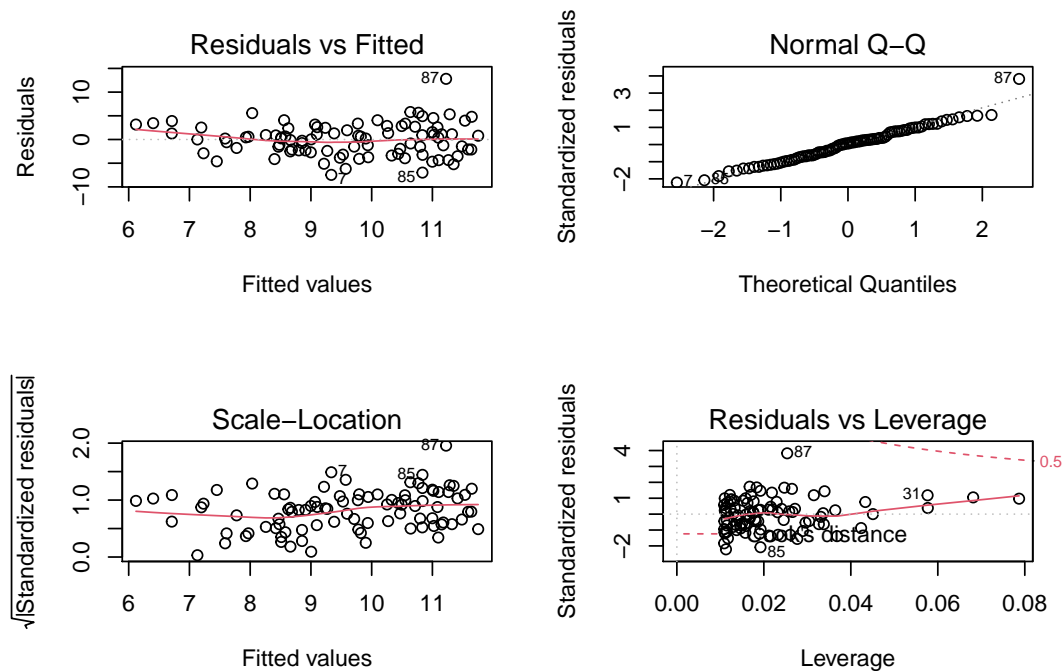 Residuals vs Fitted
Residuals
10
0
−10
87
7
85
6 7 8 9 10 11
Fitted values
Normal Q−Q
Standardized residuals
3
1
−2
87
7
−2 −1 0 1 2
Theoretical Quantiles
Scale−Location
√|Standardized residuals|
2.0
1.0
0.0
87
7
85
6 7 8 9 10 11
Fitted values
Residuals vs Leverage
Standardized residuals
4
1
−2
87
31
85
0.5
distance
0.00 0.02 0.04 0.06 0.08
Leverage